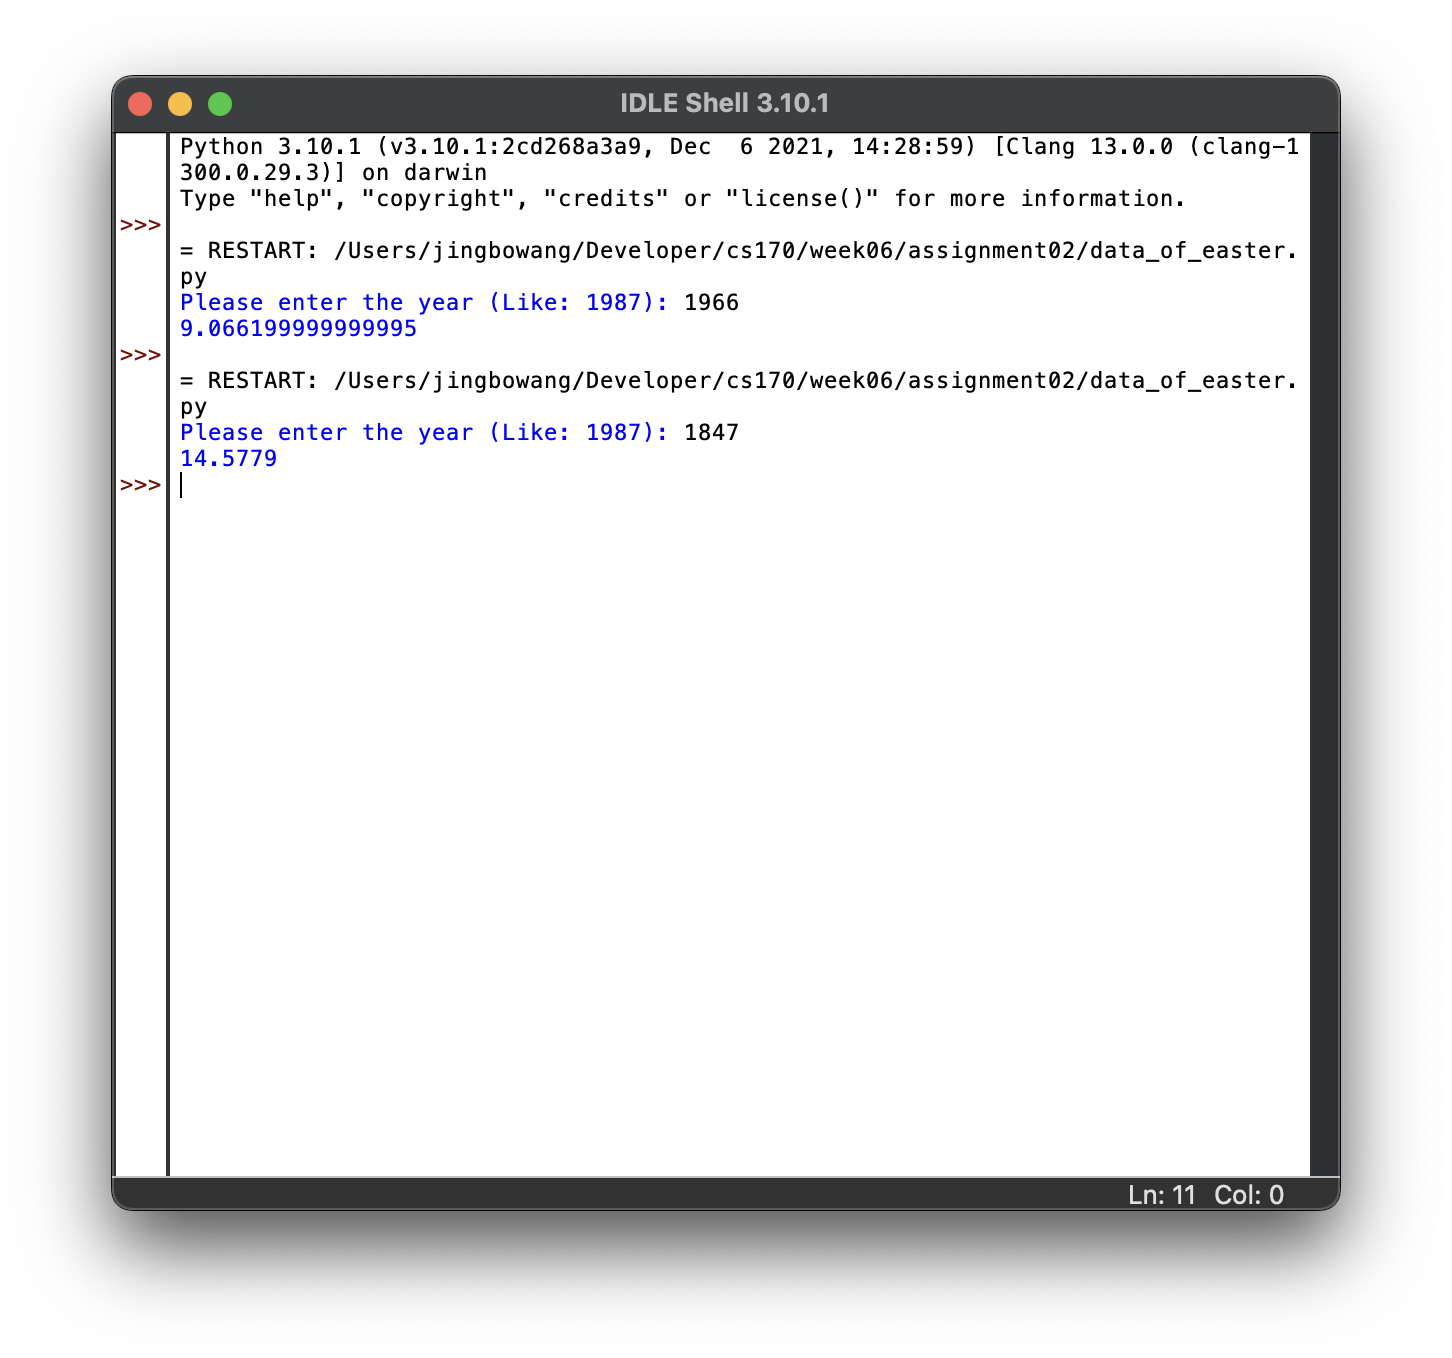 IDLE Shell 3.10.1
Python 3.10.1 (v3.10.1:2cd268a3a9, Dec  6 2021, 14:28:59) [Clang 13.0.0 (clang-1
300.0.29.3)] on darwin
Type "help", "copyright", "credits" or "license()" for more information.
>>>
= RESTART: /Users/jingbowang/Developer/cs170/week06/assignment02/data_of_easter.
py
Please enter the year (Like: 1987): 1966
9.066199999999995
>>>
= RESTART: /Users/jingbowang/Developer/cs170/week06/assignment02/data_of_easter.
py
Please enter the year (Like: 1987): 1847
14.5779
>>>
Ln: 11 Col: 0